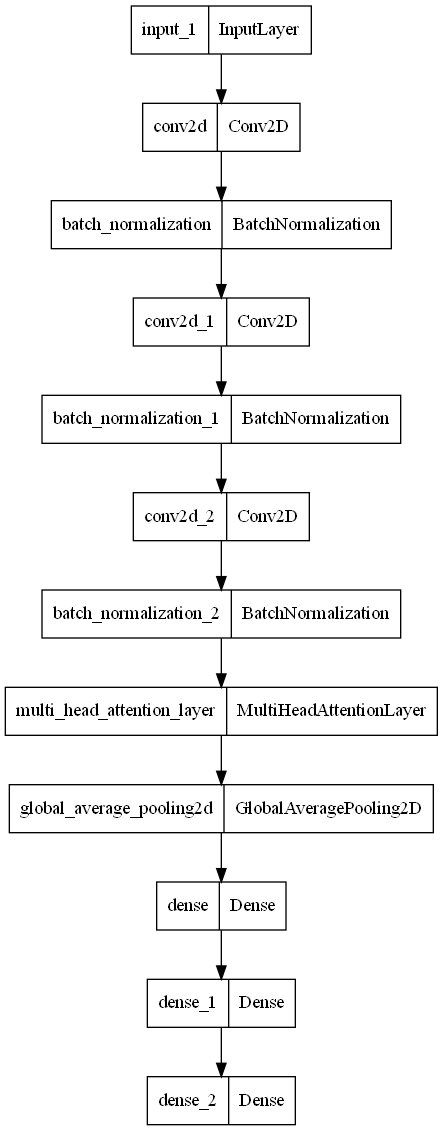 input_1 InputLayer
conv2d Conv2D
batch_normalization BatchNormalization
conv2d_1 Conv2D
batch_normalization_1 BatchNormalization
conv2d_2 Conv2D
batch_normalization_2 BatchNormalization
multi_head_attention_layer MultiHeadAttentionLayer
global_average_pooling2d GlobalAveragePooling2D
dense Dense
dense_1 Dense
dense_2 Dense